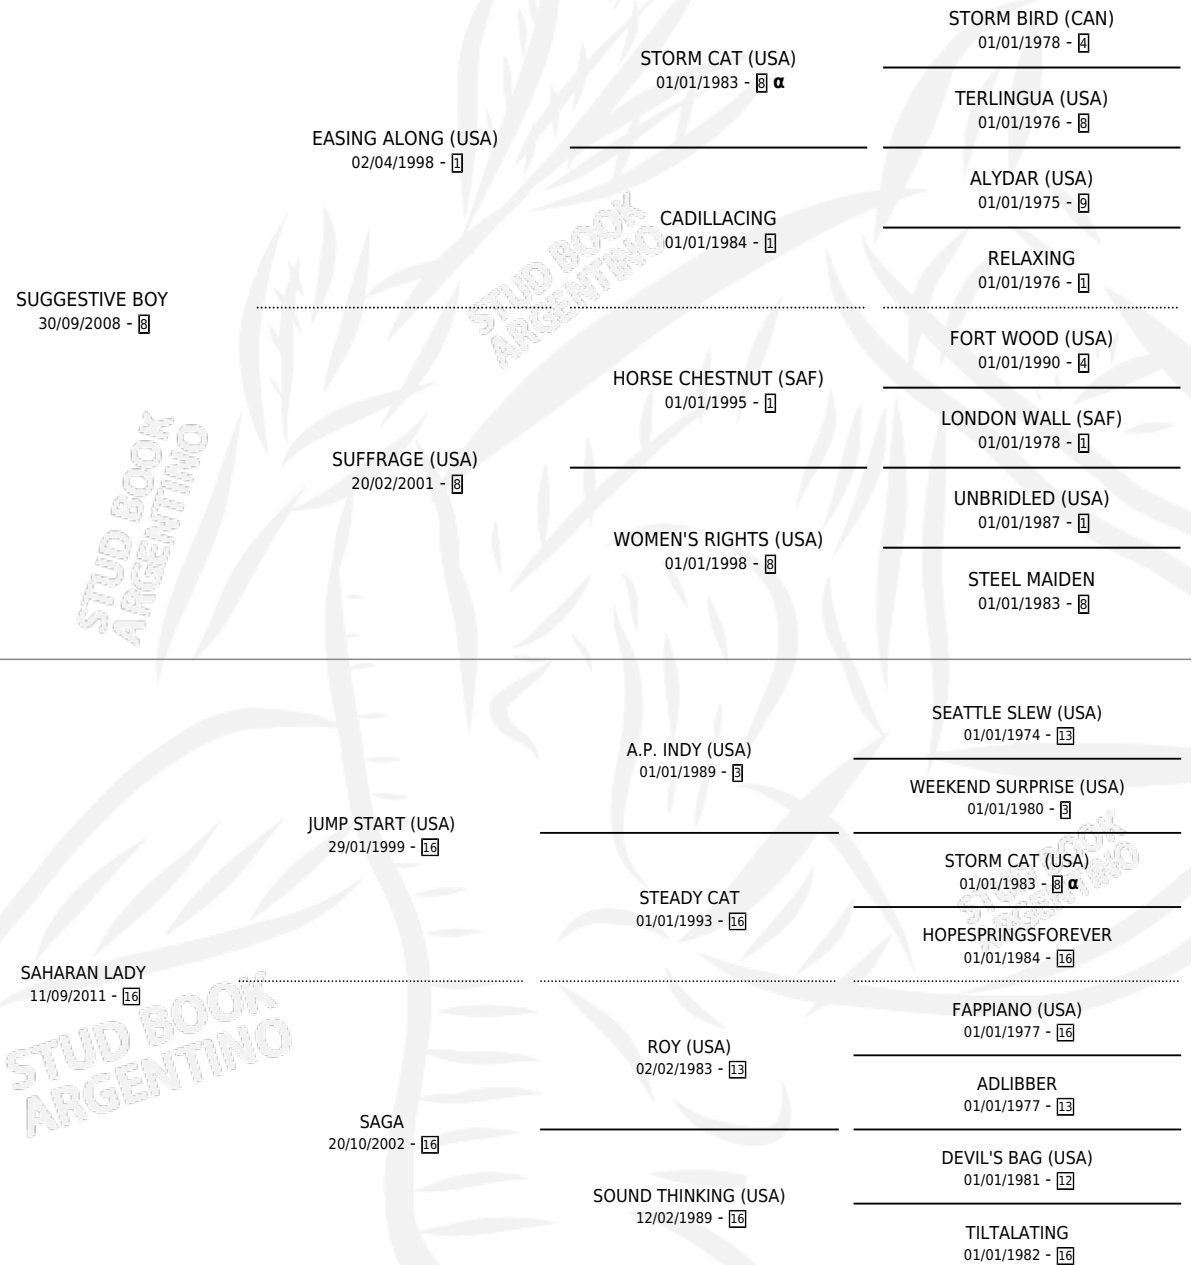 STORM BIRD (CAN)
01/01/1978 - 4
STORM CAT (USA)
01/01/1983 - 8 α
TERLINGUA (USA)
01/01/1976 - 8
EASING ALONG (USA)
02/04/1998 - 1
ALYDAR (USA)
01/01/1975 - 9
CADILLACING
01/01/1984 - 1
RELAXING
01/01/1976 - 1
SUGGESTIVE BOY
30/09/2008 - 8
FORT WOOD (USA)
01/01/1990 - 4
HORSE CHESTNUT (SAF)
01/01/1995 - 1
LONDON WALL (SAF)
01/01/1978 - 1
SUFFRAGE (USA)
20/02/2001 - 8
UNBRIDLED (USA)
01/01/1987 - 1
WOMEN'S RIGHTS (USA)
01/01/1998 - 8
STEEL MAIDEN
01/01/1983 - 8
SEATTLE SLEW (USA)
01/01/1974 - 13
A.P. INDY (USA)
01/01/1989 - 3
WEEKEND SURPRISE (USA)
01/01/1980 - 3
JUMP START (USA)
29/01/1999 - 16
STORM CAT (USA)
01/01/1983 - 8 α
STEADY CAT
01/01/1993 - 16
HOPESPRINGSFOREVER
01/01/1984 - 16
SAHARAN LADY
11/09/2011 - 16
FAPPIANO (USA)
01/01/1977 - 16
ROY (USA)
02/02/1983 - 13
ADLIBBER
01/01/1977 - 13
SAGA
20/10/2002 - 16
DEVIL'S BAG (USA)
01/01/1981 - 12
SOUND THINKING (USA)
12/02/1989 - 16
TILTALATING
01/01/1982 - 16
STUD BOOK
ARGENTINO
STUD BOOK
ARGENTINO
STUD BOOK
ARGENTINO
STUD BOOK
ARGENTINO